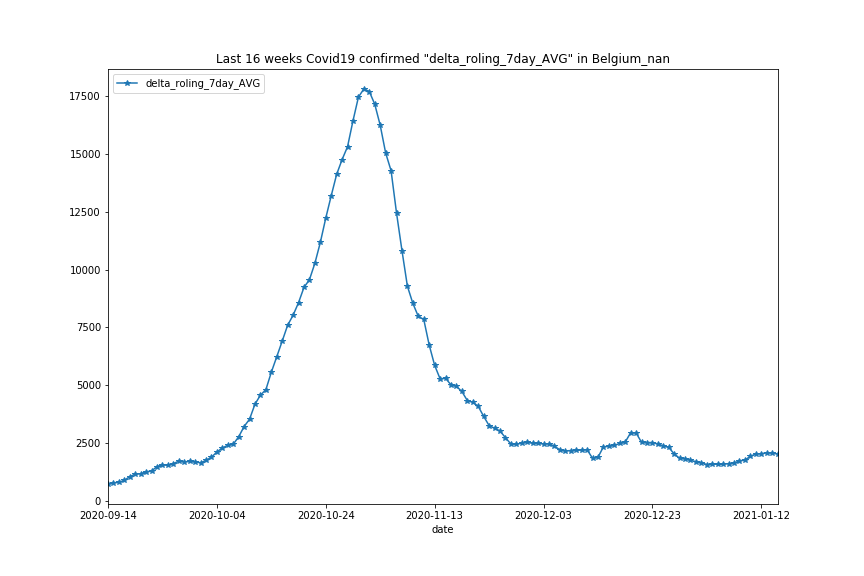 Last 16 weeks Covid19 confirmed "delta_roling_7day_AVG" in Belgium_nan
delta_roling_7day_AVG
17500
15000
12500
10000
7500
5000
2500
0
2020-09-14 2020-10-04 2020-10-24 2020-11-13 2020-12-03 2020-12-23 2021-01-12
date